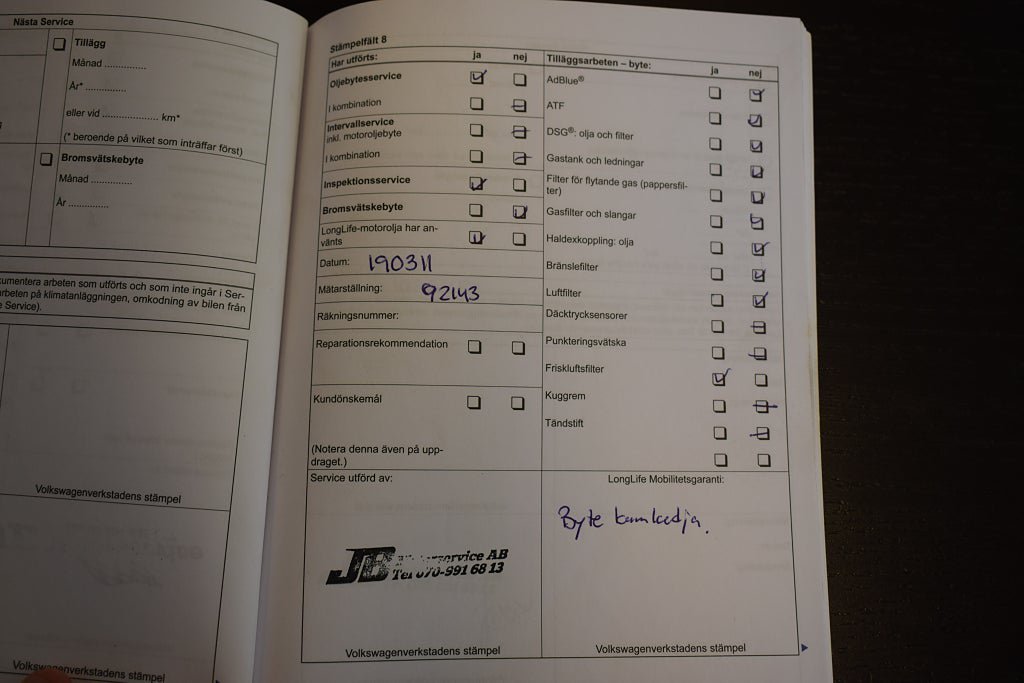 Nästa Service
Tillägg
Månad ..............
År* ..............
eller vid .................... km*
(* beroende på vilket som inträffar först)
Bromsvätskebyte
Månad ..............
År ..............
kumentera arbeten som utförts och som inte ingår i Ser-
arbeten på klimatanläggningen, omkodning av bilen från
Service).
Volkswagenverkstadens stämpel
Volkswagenverkstadens stämpel
Stämpelfält 8
Har utförts: ja nej
Oljebytesservice
I kombination
Intervallservice
inkl. motoroljebyte
I kombination
Inspektionsservice
Bromsvätskebyte
LongLife-motorolja har an-
vänts
Datum: 190311
Mätarställning: 92143
Räkningsnummer:
Reparationsrekommendation
Kundönskemål
(Notera denna även på upp-
draget.)
Tilläggsarbeten – byte: ja nej
AdBlue®
ATF
DSG®: olja och filter
Gastank och ledningar
Filter för flytande gas (pappersfil-
ter)
Gasfilter och slangar
Haldexkoppling: olja
Bränslefilter
Luftfilter
Däcktrycksensorer
Punkteringsvätska
Friskluftsfilter
Kuggrem
Tändstift
Service utförd av:
JB service AB
Tel 070-991 68 13
Volkswagenverkstadens stämpel
LongLife Mobilitetsgaranti:
Byte kamkedja.
Volkswagenverkstadens stämpel